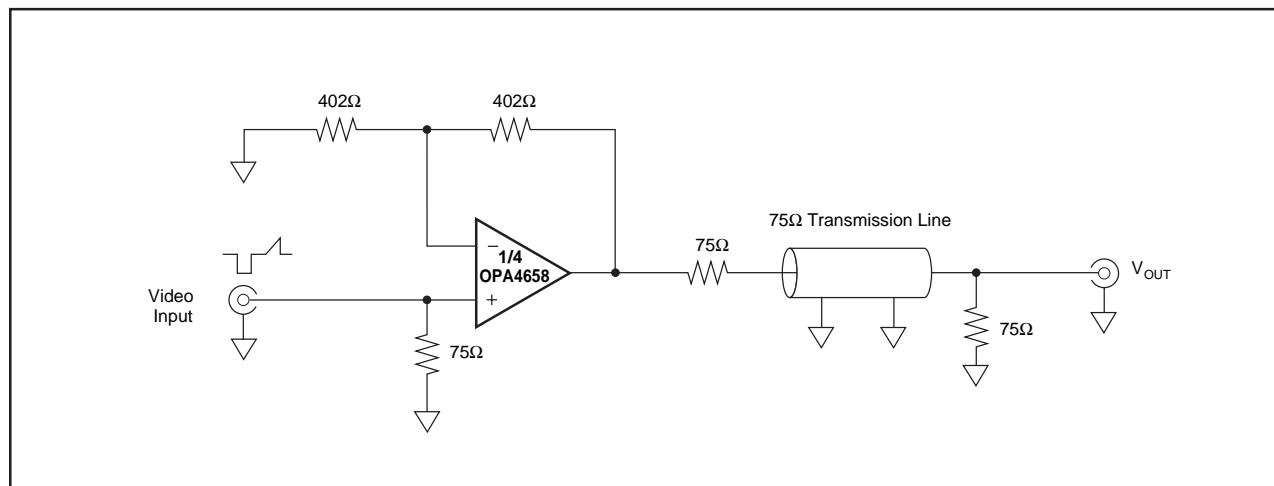 402Ω
402Ω
75Ω Transmission Line
–
1/4
OPA4658
+
75Ω
Video
Input
75Ω
75Ω
VOUT